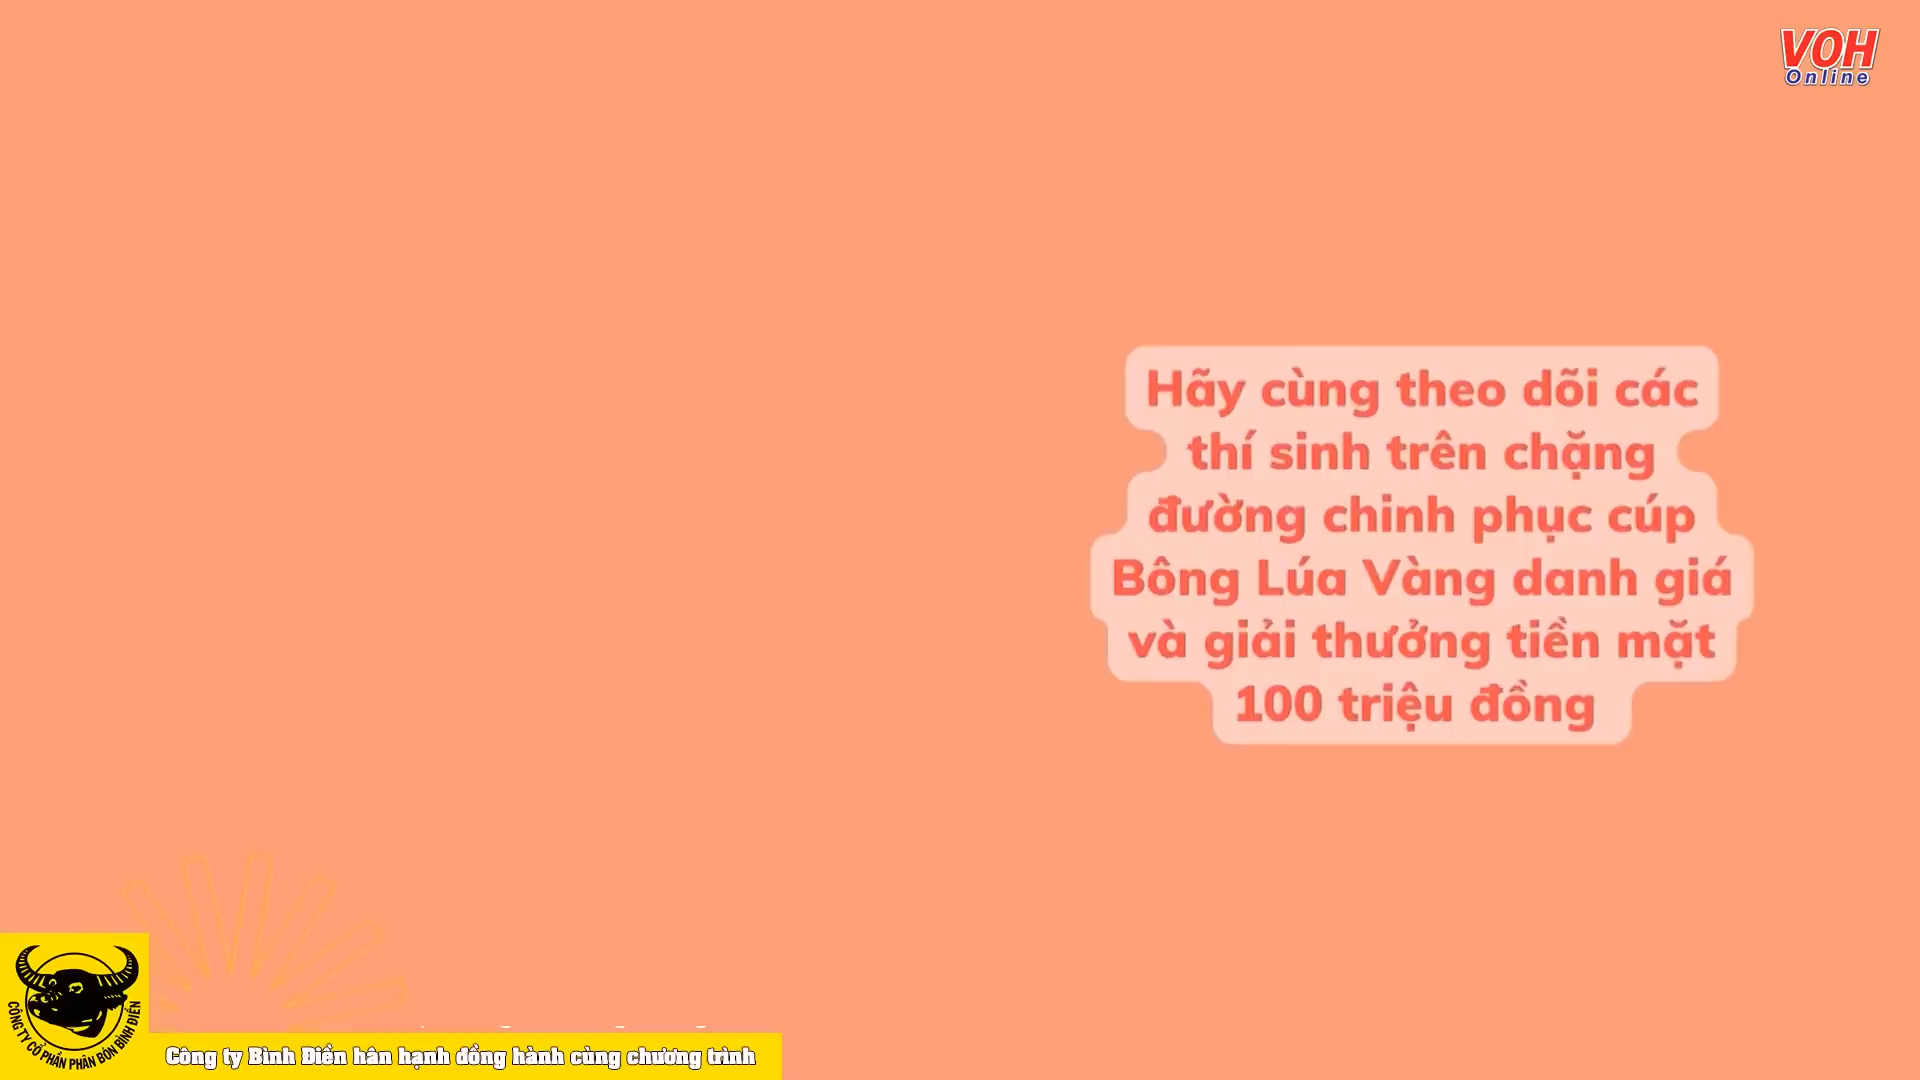 VOH
Online
Hãy cùng theo dõi các
thí sinh trên chặng
đường chinh phục cúp
Bông Lúa Vàng danh giá
và giải thưởng tiền mặt
100 triệu đồng
CÔNG TY CỔ PHẦN PHÂN BÓN BÌNH ĐIỀN
Công ty Bình Điền hân hạnh đồng hành cùng chương trình